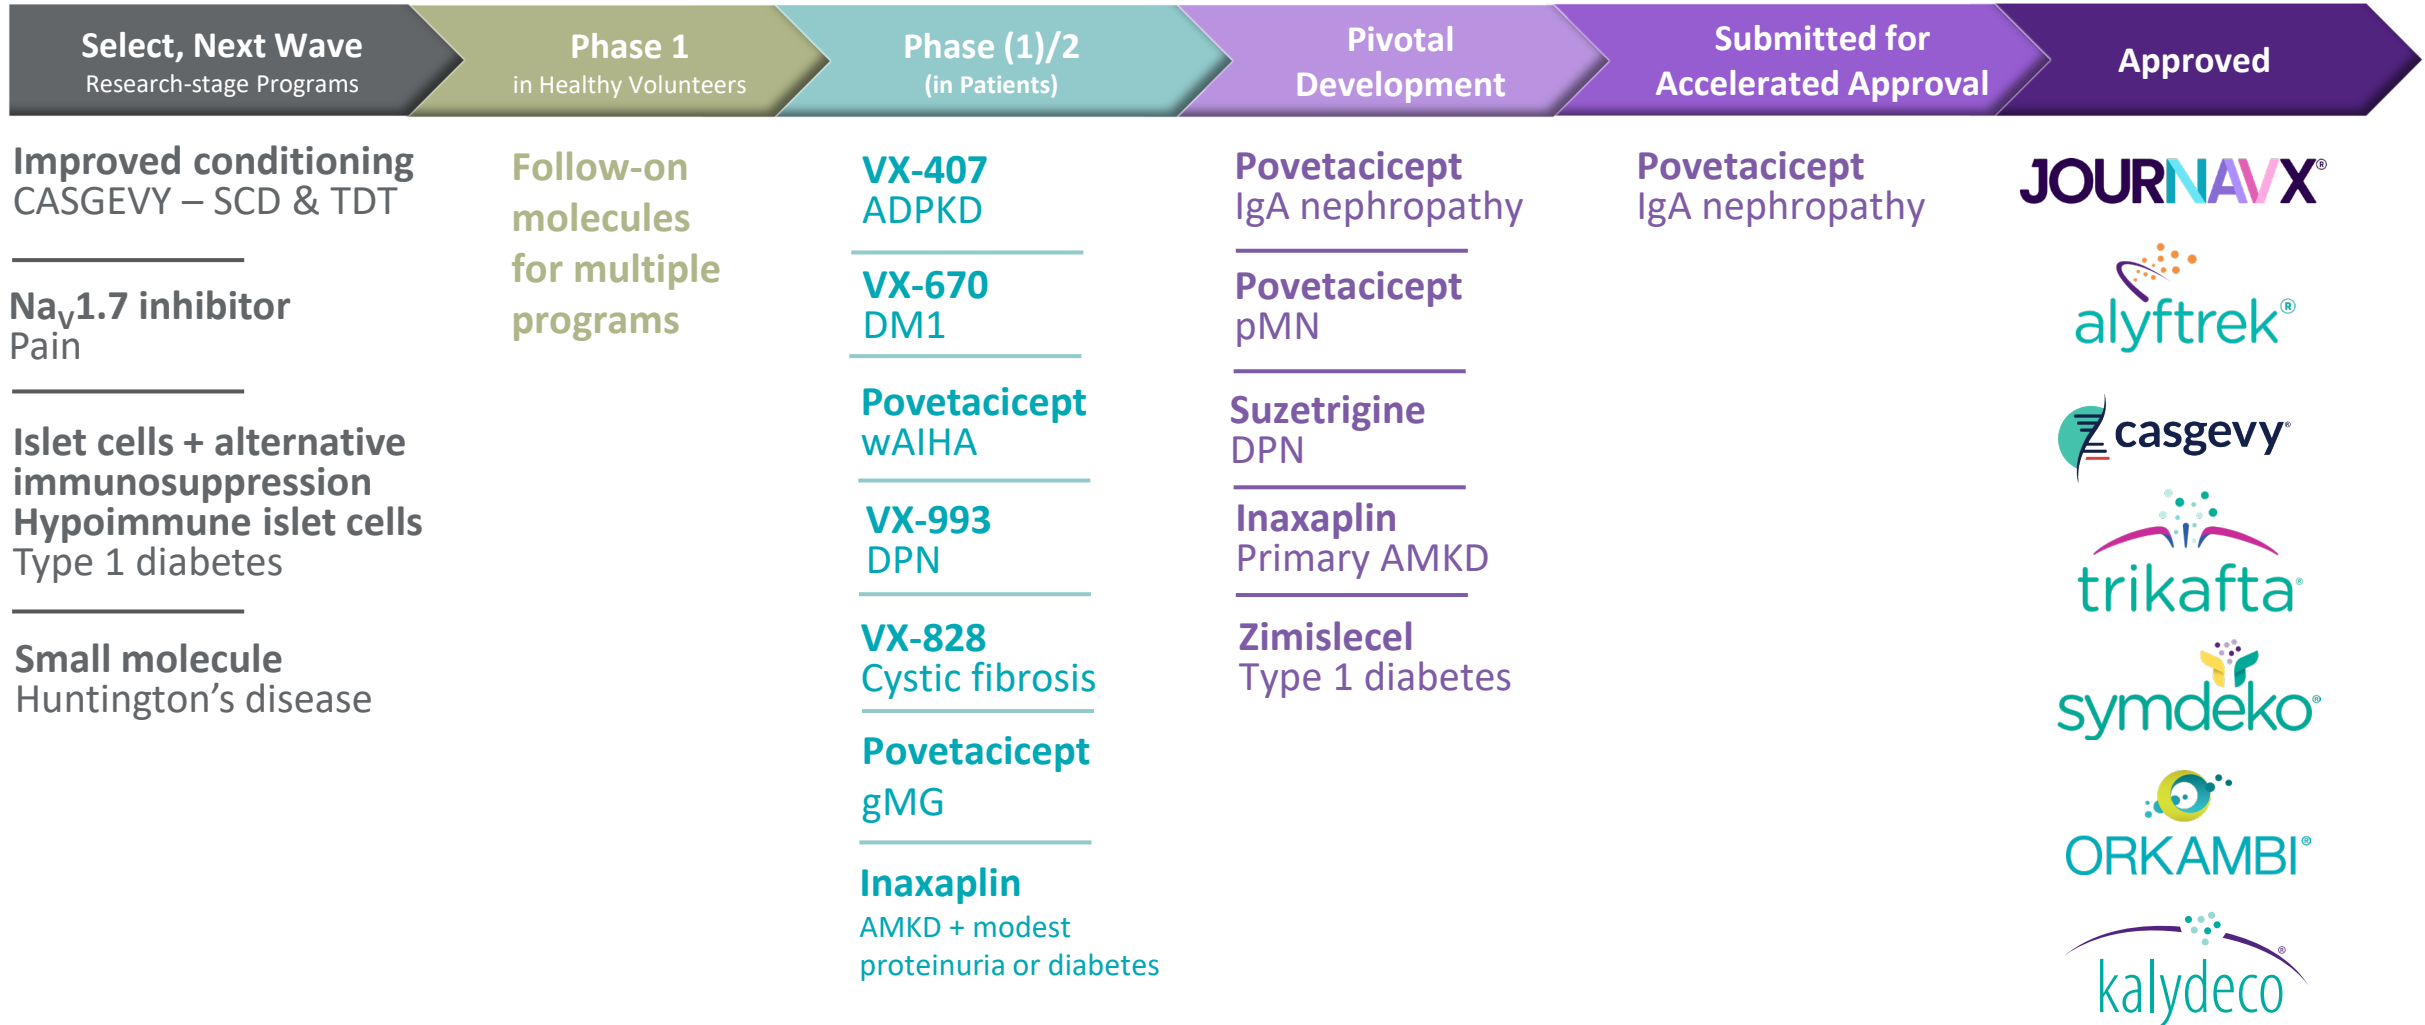 Select, Next Wave
Research-stage Programs
Phase 1
in Healthy Volunteers
Phase (1)/2
(in Patients)
Pivotal
Development
Submitted for
Accelerated Approval
Approved
Improved conditioning
CASGEVY – SCD & TDT
NaV1.7 inhibitor
Pain
Islet cells + alternative
immunosuppression
Hypoimmune islet cells
Type 1 diabetes
Small molecule
Huntington’s disease
Follow-on
molecules
for multiple
programs
VX-407
ADPKD
VX-670
DM1
Povetacicept
wAIHA
VX-993
DPN
VX-828
Cystic fibrosis
Povetacicept
gMG
Inaxaplin
AMKD + modest
proteinuria or diabetes
Povetacicept
IgA nephropathy
Povetacicept
pMN
Suzetrigine
DPN
Inaxaplin
Primary AMKD
Zimislecel
Type 1 diabetes
Povetacicept
IgA nephropathy
JOURNAVX®
alyftrek®
casgevy®
trikafta®
symdeko®
ORKAMBI®
kalydeco®